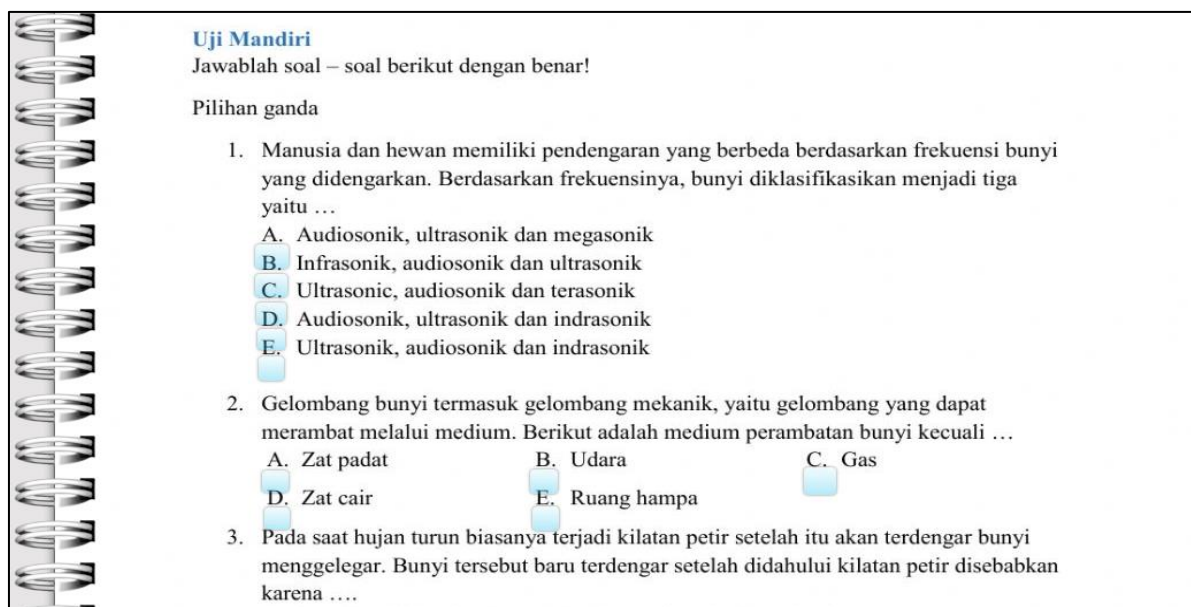 Uji Mandiri
Jawablah soal – soal berikut dengan benar!
Pilihan ganda
1. Manusia dan hewan memiliki pendengaran yang berbeda berdasarkan frekuensi bunyi
yang didengarkan. Berdasarkan frekuensinya, bunyi diklasifikasikan menjadi tiga
yaitu …
A. Audiosonik, ultrasonik dan megasonik
B. Infrasonik, audiosonik dan ultrasonik
C. Ultrasonic, audiosonik dan terasonik
D. Audiosonik, ultrasonik dan indrasonik
E. Ultrasonik, audiosonik dan indrasonik
2. Gelombang bunyi termasuk gelombang mekanik, yaitu gelombang yang dapat
merambat melalui medium. Berikut adalah medium perambatan bunyi kecuali …
A. Zat padat B. Udara C. Gas
D. Zat cair E. Ruang hampa
3. Pada saat hujan turun biasanya terjadi kilatan petir setelah itu akan terdengar bunyi
menggelegar. Bunyi tersebut baru terdengar setelah didahului kilatan petir disebabkan
karena ….